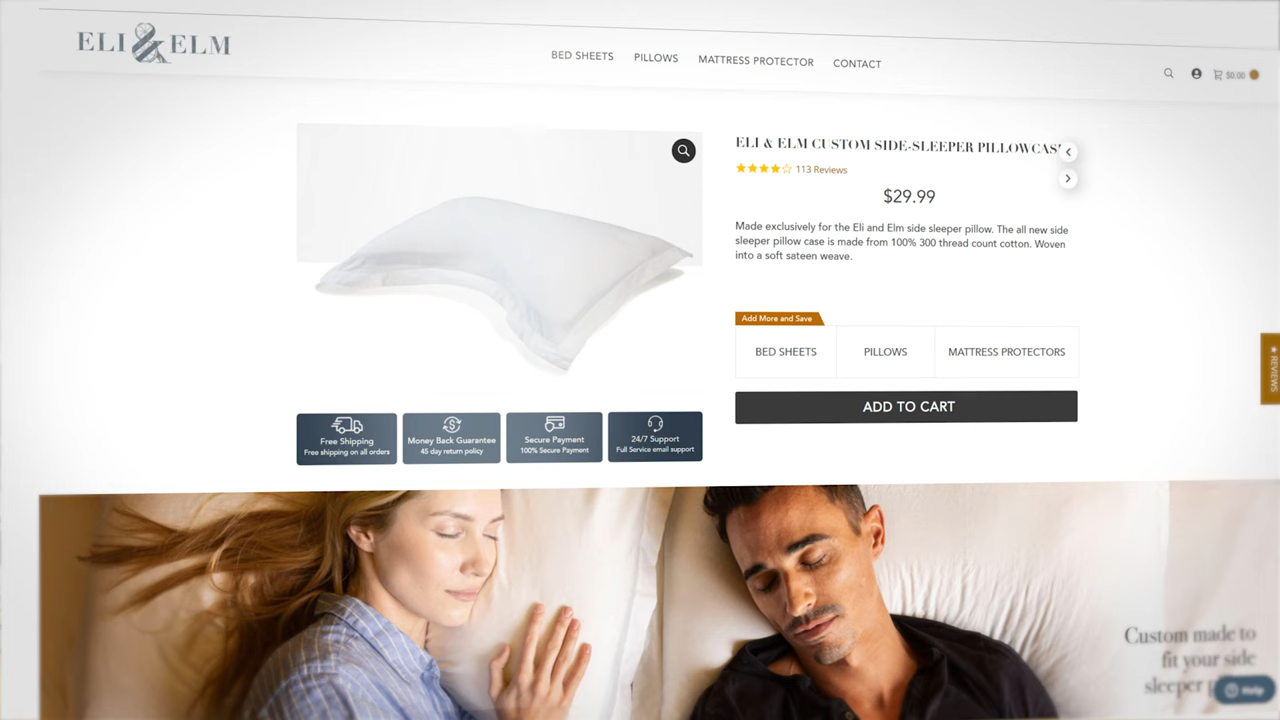 ELI & ELM
BED SHEETS PILLOWS MATTRESS PROTECTOR CONTACT
$0.00
ELI & ELM CUSTOM SIDE-SLEEPER
113 Reviews
$29.99
Made exclusively for the Eli and Elm side sleeper pillow. The all new side
sleeper pillow case is made from 100% 300 thread count cotton. Woven
into a soft sateen weave.
Add More and Save
BED SHEETS PILLOWS MATTRESS PROTECTORS
ADD TO CART
Free Shipping
Free shipping on all orders
Money Back Guarantee
45 day return policy
Secure Payment
100% Secure Payment
24/7 Support
Full Service email support
REVIEWS
Custom made to
fit your side
sleeper
Help